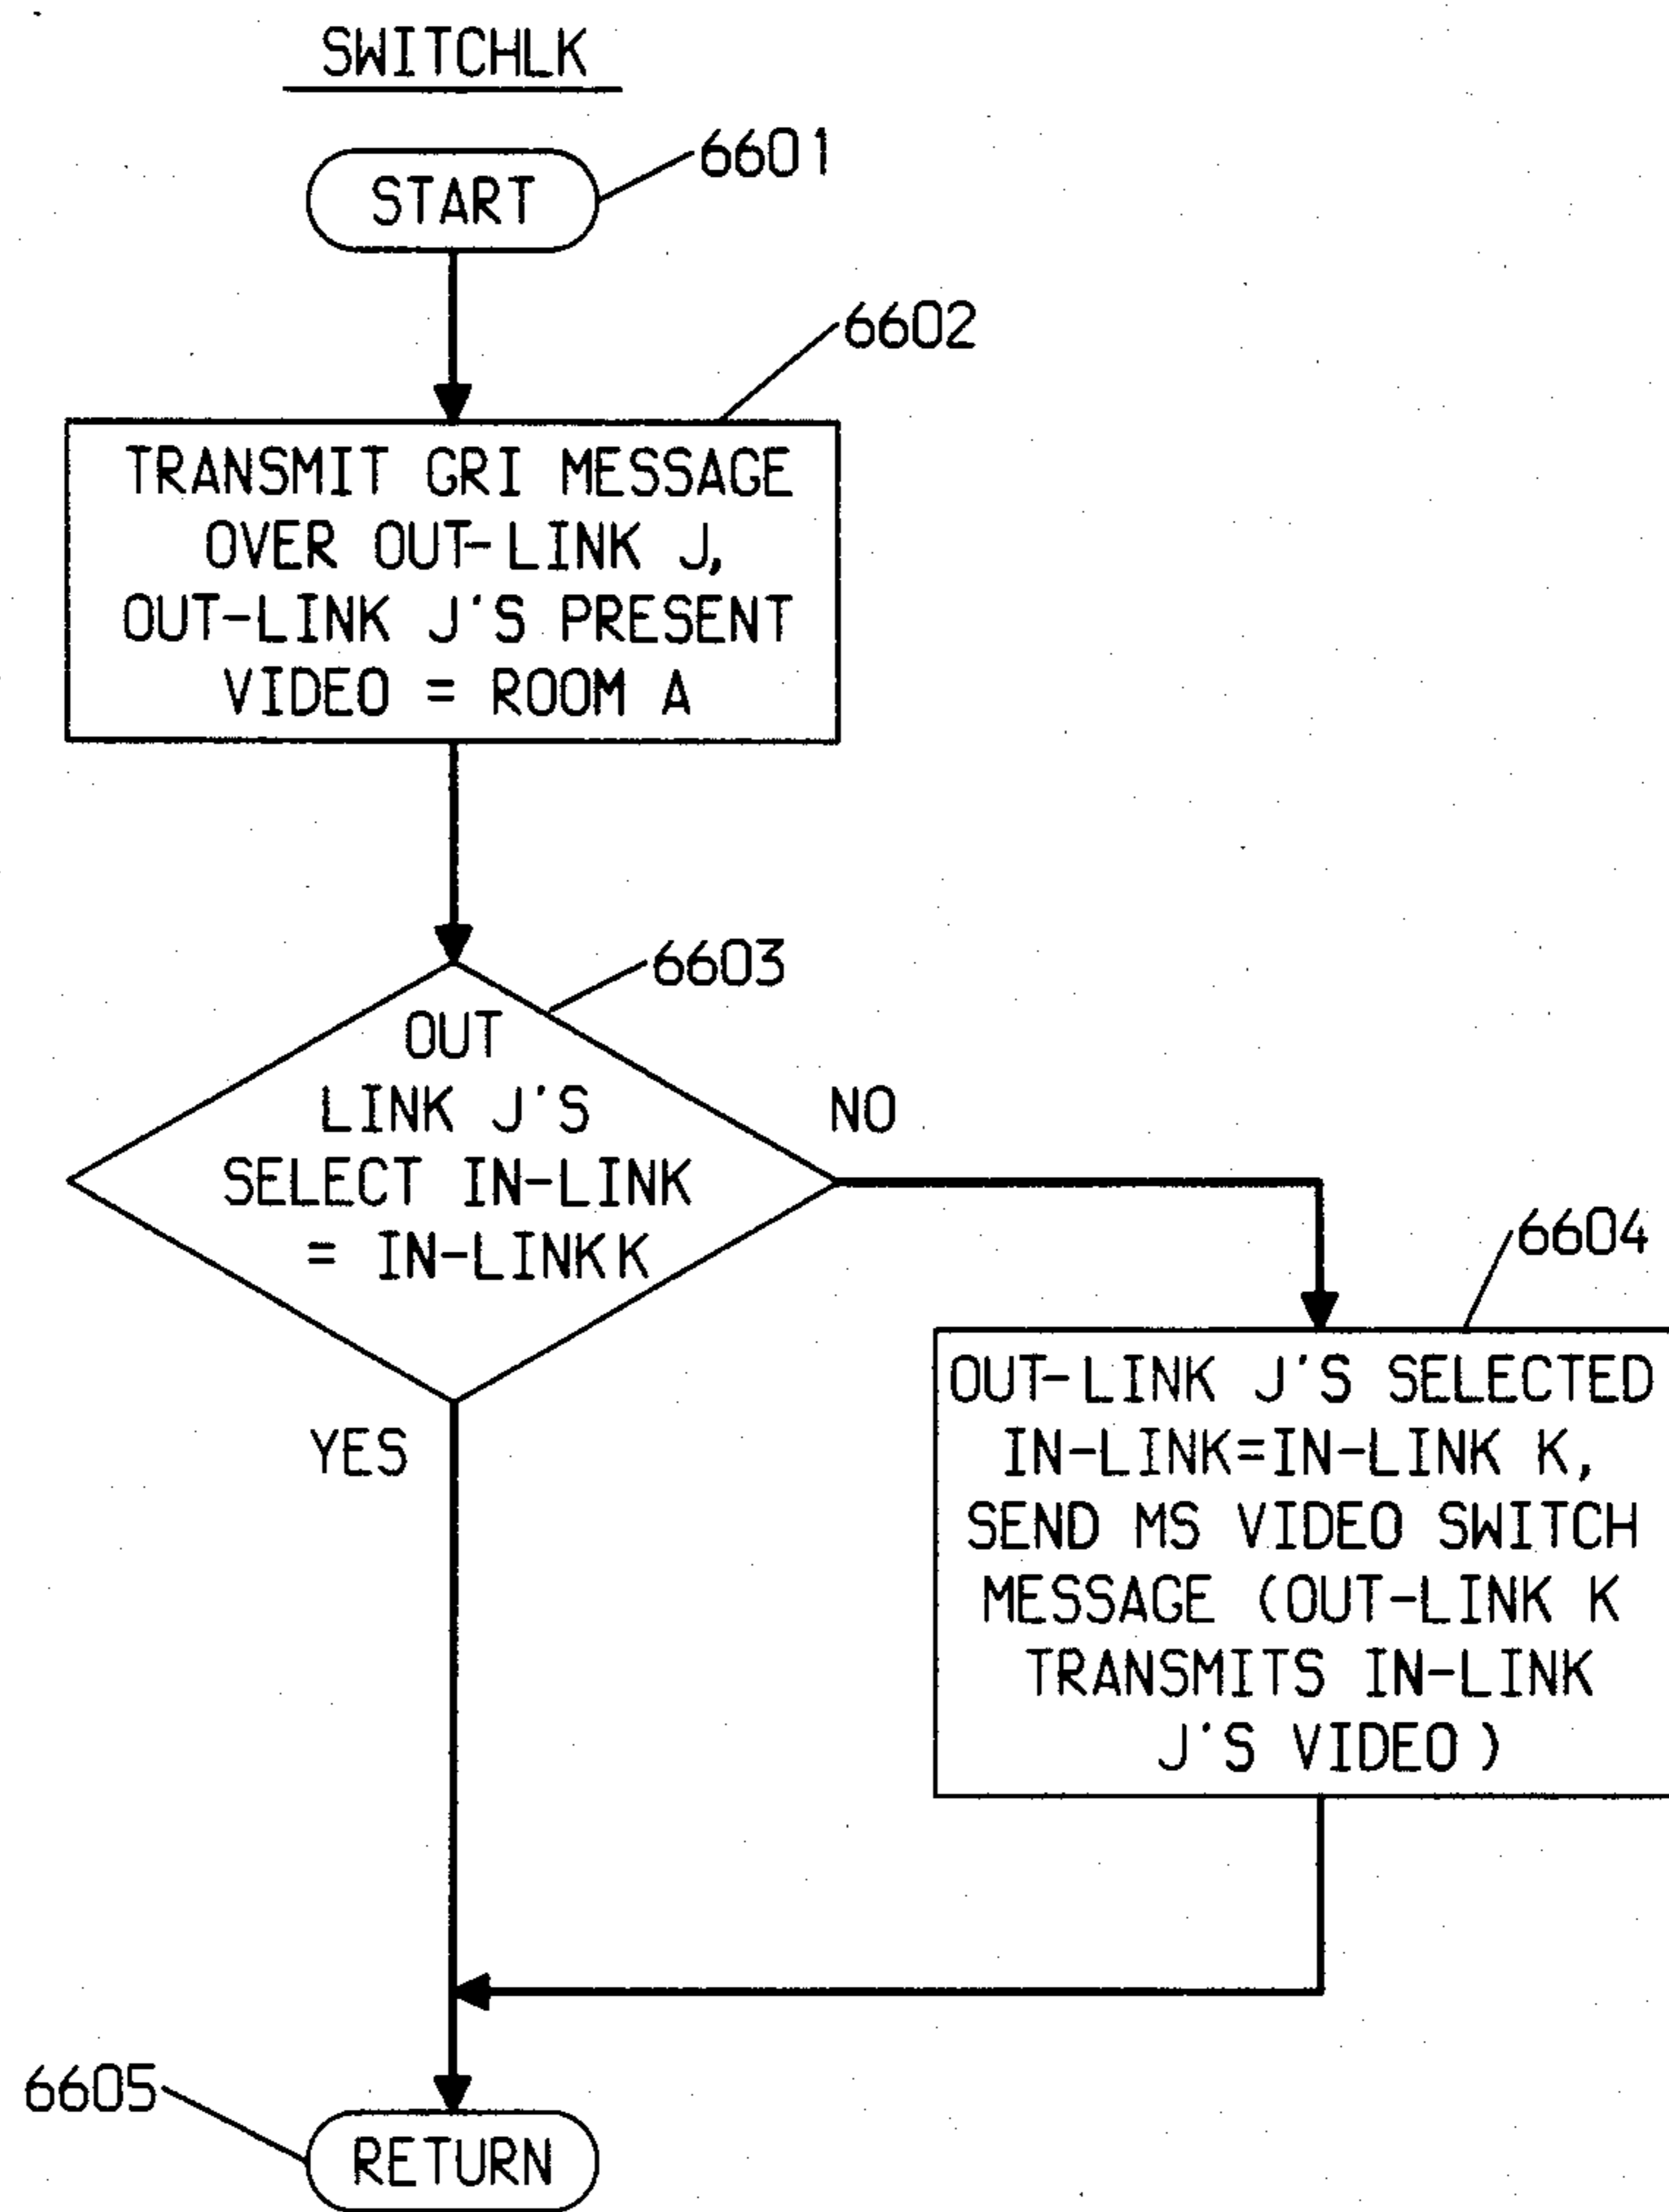 SWITCHLK
START
6601
6602
TRANSMIT GRI MESSAGE
OVER OUT-LINK J,
OUT-LINK J'S PRESENT
VIDEO = ROOM A
6603
OUT
LINK J'S
SELECT IN-LINK
= IN-LINKK
NO
YES
6604
OUT-LINK J'S SELECTED
IN-LINK=IN-LINK K,
SEND MS VIDEO SWITCH
MESSAGE (OUT-LINK K
TRANSMITS IN-LINK
J'S VIDEO)
6605
RETURN